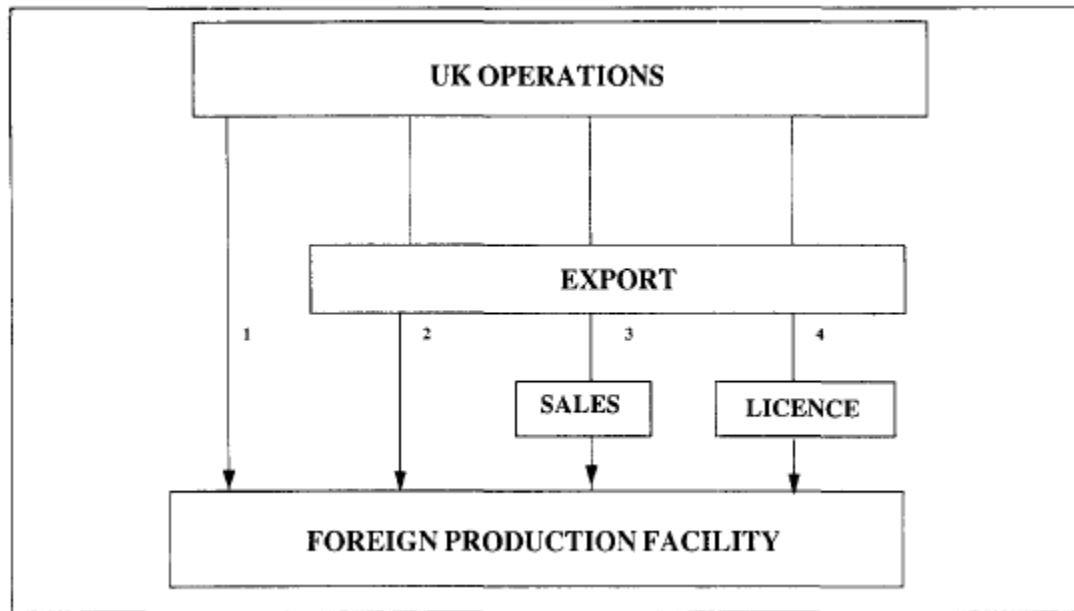 UK OPERATIONS
EXPORT
1
2
3
4
SALES
LICENCE
FOREIGN PRODUCTION FACILITY